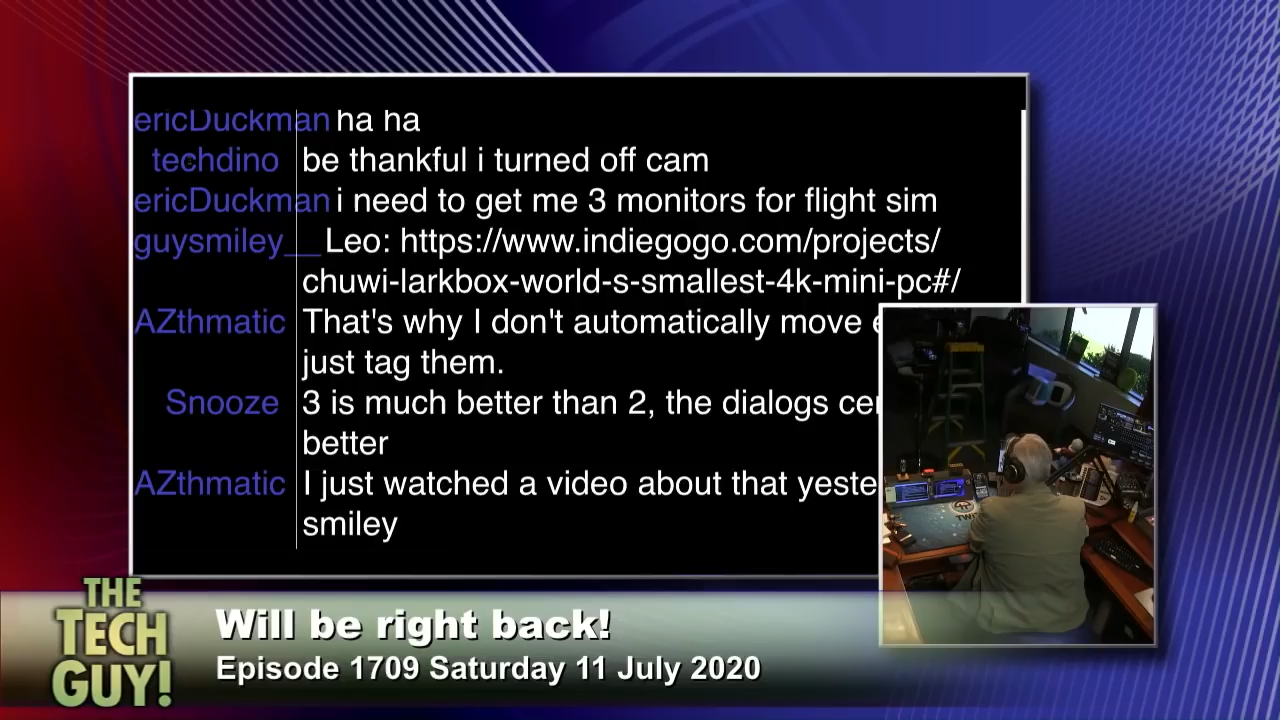 ericDuckman ha ha
techdino be thankful i turned off cam
ericDuckman i need to get me 3 monitors for flight sim
guysmiley__ Leo: https://www.indiegogo.com/projects/
chuwi-larkbox-world-s-smallest-4k-mini-pc#/
AZthmatic That's why I don't automatically move
just tag them.
Snooze 3 is much better than 2, the dialogs
better
AZthmatic I just watched a video about that
smiley
THE
TECH
GUY!
Will be right back!
Episode 1709 Saturday 11 July 2020